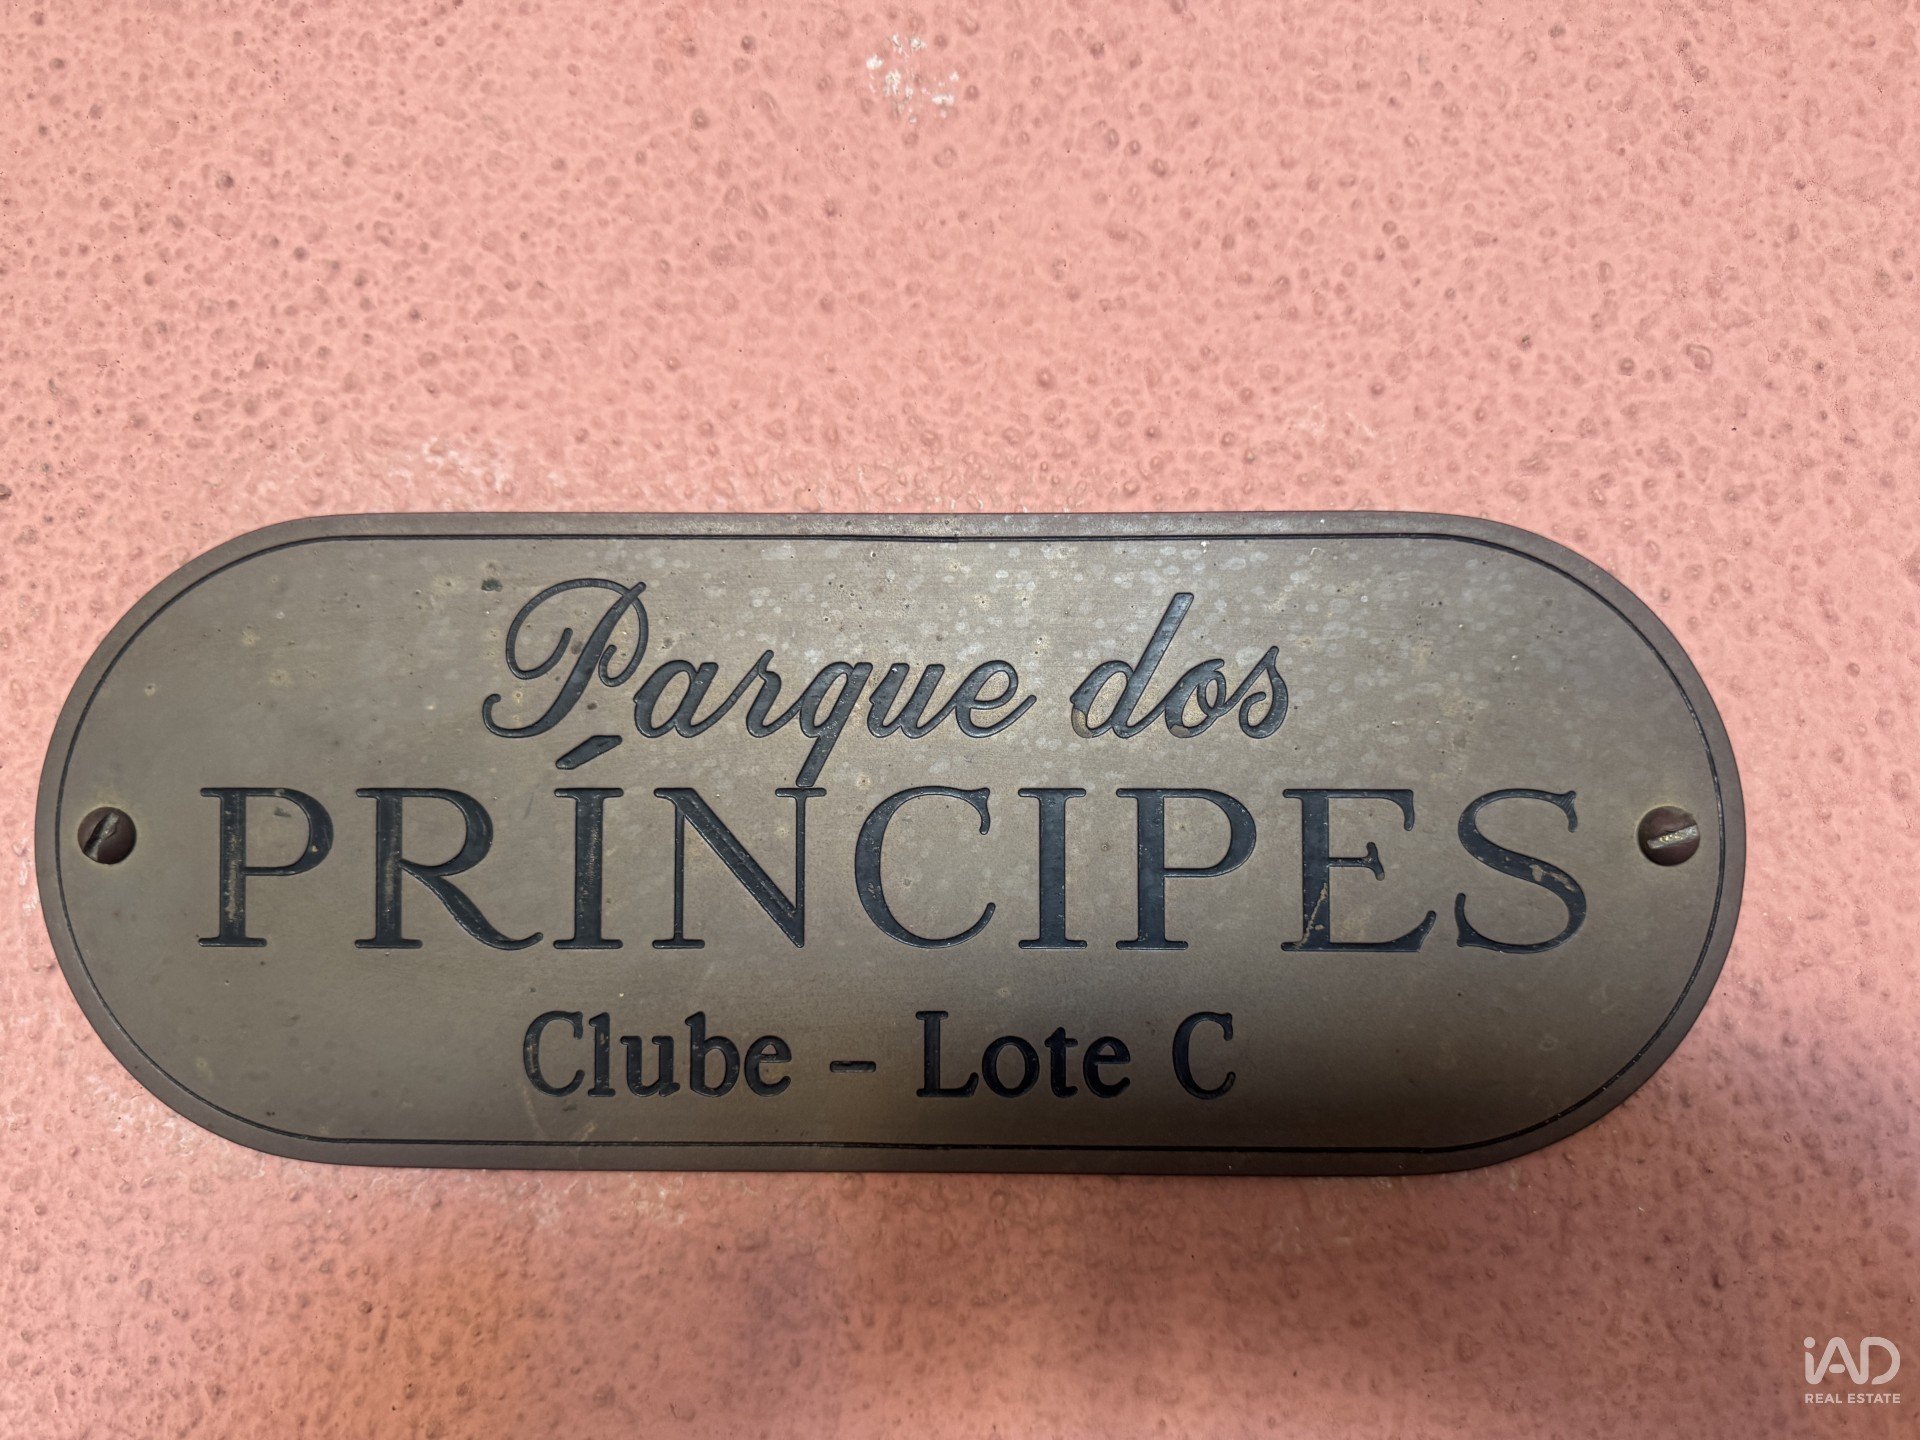 Parque dos
PRÍNCIPES
Clube - Lote C
iAD
REAL ESTATE